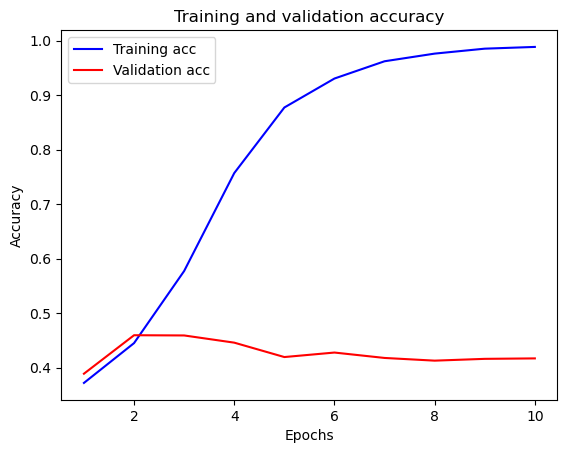 Training and validation accuracy
Training acc
Validation acc
1.0
0.9
0.8
0.7
0.6
0.5
0.4
Accuracy
2 4 6 8 10
Epochs